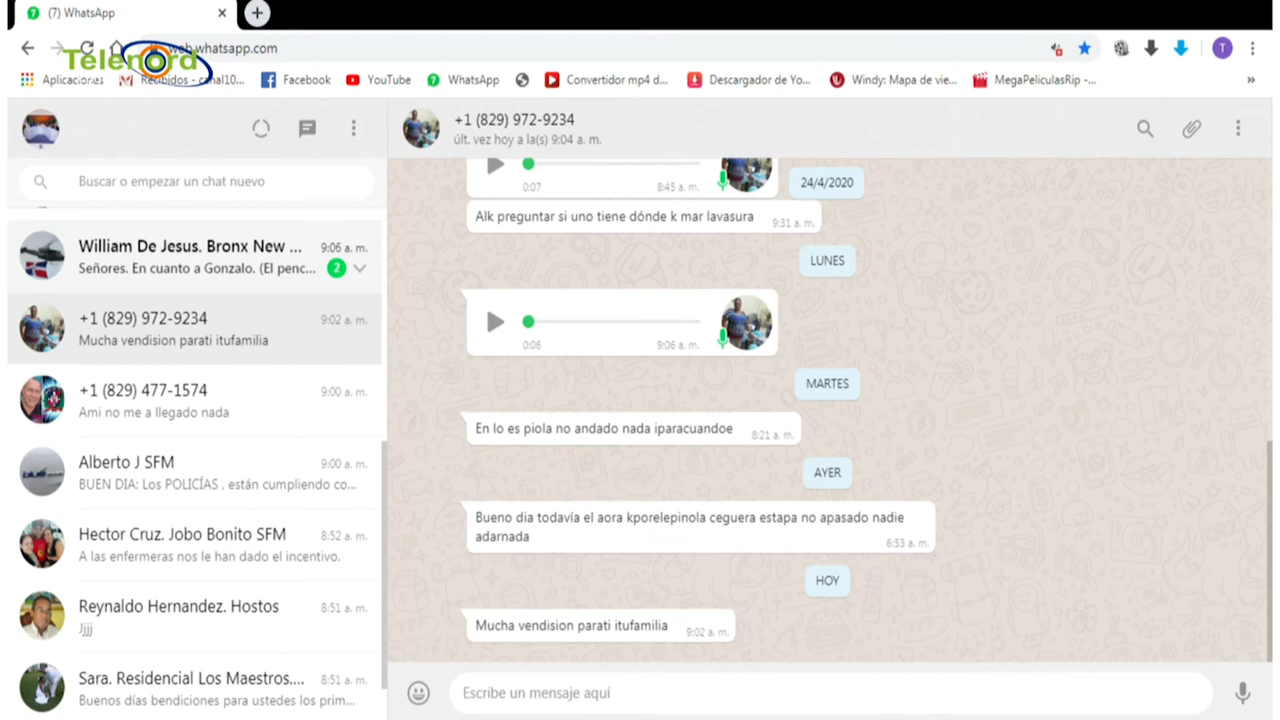 (7) WhatsApp
web.whatsapp.com
T
Telenord
Aplicaciones
Recibidos - canal10...
Facebook
YouTube
WhatsApp
Convertidor mp4 d...
Descargador de Yo...
Windy: Mapa de vie...
MegaPeliculasRip -...
»
+1 (829) 972-9234
últ. vez hoy a la(s) 9:04 a. m.
Buscar o empezar un chat nuevo
William De Jesus. Bronx New ...
9:06 a. m.
Señores. En cuanto a Gonzalo. (El penc...
2
+1 (829) 972-9234
9:02 a. m.
Mucha vendision parati itufamilia
+1 (829) 477-1574
9:00 a. m.
Ami no me a llegado nada
Alberto J SFM
9:00 a. m.
BUEN DIA: Los POLICÍAS , están cumpliendo co...
Hector Cruz. Jobo Bonito SFM
8:52 a. m.
A las enfermeras nos le han dado el incentivo.
Reynaldo Hernandez. Hostos
8:51 a. m.
Jjjj
Sara. Residencial Los Maestros....
8:51 a. m.
Buenos días bendiciones para ustedes los prim...
0:07
8:45 a. m.
24/4/2020
Alk preguntar si uno tiene dónde k mar lavasura
9:31 a. m.
LUNES
0:06
9:06 a. m.
MARTES
En lo es piola no andado nada iparacuandoe
8:21 a. m.
AYER
Bueno dia todavía el aora kporelepinola ceguera estapa no apasado nadie
adarnada
6:53 a. m.
HOY
Mucha vendision parati itufamilia
9:02 a. m.
Escribe un mensaje aquí